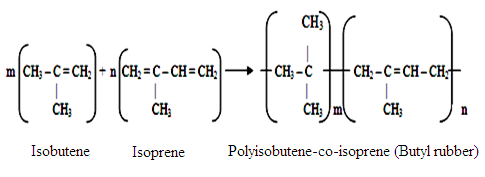 CH₃
m CH₃-C=CH₂ + n CH₂=C-CH=CH₂ → CH₃-C CH₂-C=CH-CH₂
CH₃ CH₃ CH₃ m CH₃ n
Isobutene Isoprene Polyisobutene-co-isoprene (Butyl rubber)